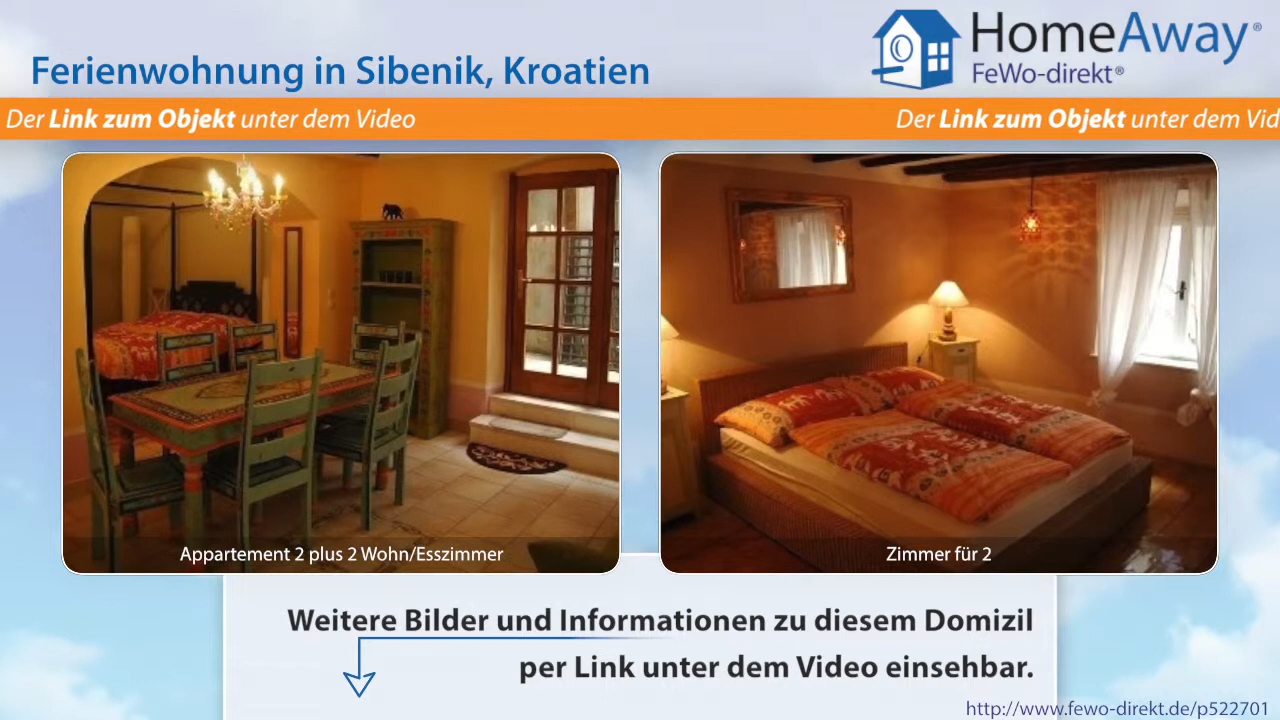 HomeAway®
FeWo-direkt®
Ferienwohnung in Sibenik, Kroatien
Der Link zum Objekt unter dem Video
Der Link zum Objekt unter dem Vid
Appartement 2 plus 2 Wohn/Esszimmer
Zimmer für 2
Weitere Bilder und Informationen zu diesem Domizil
per Link unter dem Video einsehbar.
http://www.fewo-direkt.de/p522701